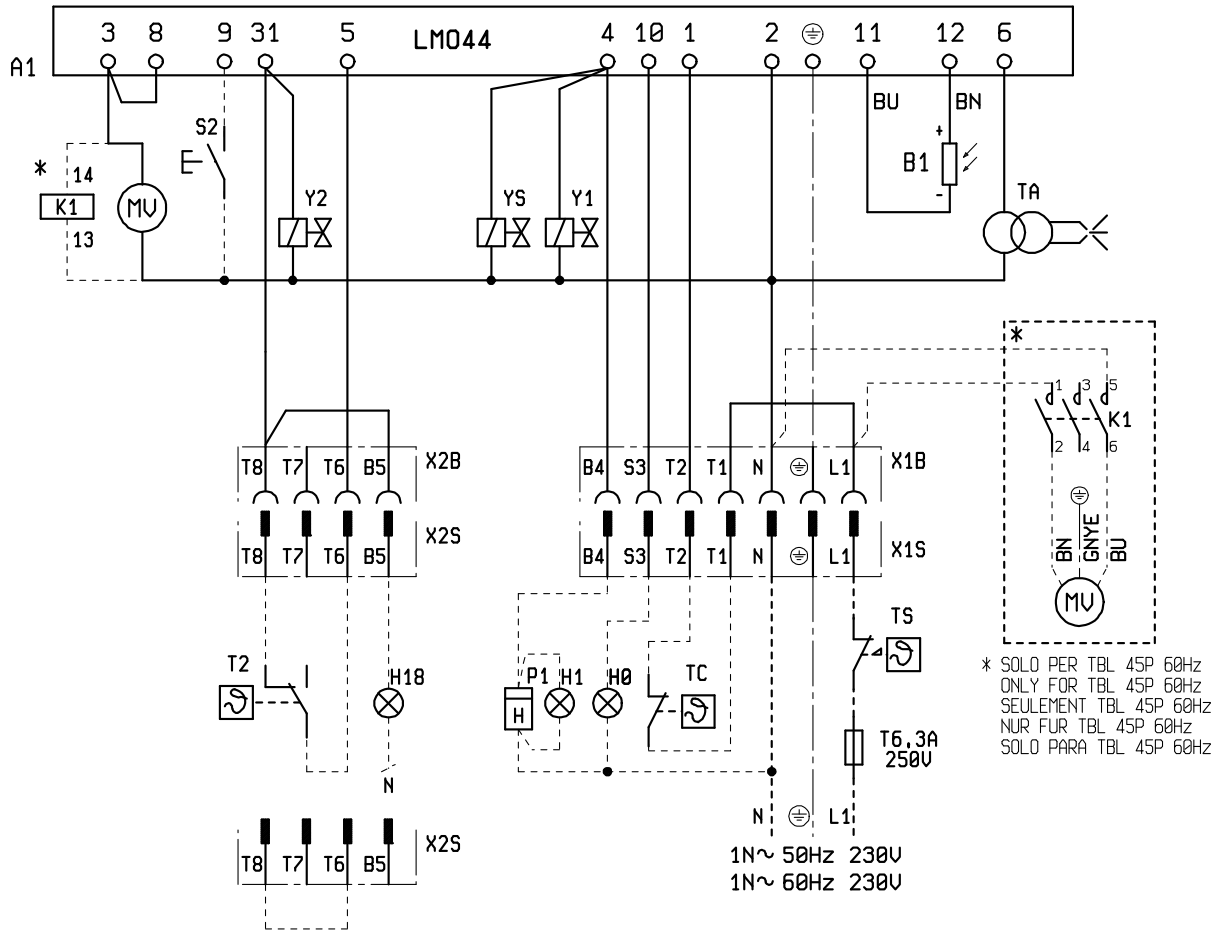 3 8 9 31 5 LMO44 4 10 1 2 11 12 6
A1
BU BN
S2
+
* 14
B1
TA
K1 MV Y2 YS Y1
-
13
*
1 3 5
K1
2 4 6
T8 T7 T6 B5 X2B
B4 S3 T2 T1 N L1 X1B
X2S
X1S
T8 T7 T6 B5
B4 S3 T2 T1 N L1
BN GNYE BU
MV
TS
T2
H18
P1 H1 H0 TC
H
T6,3A
250V
N
N L1
* SOLO PER TBL 45P 60Hz
ONLY FOR TBL 45P 60Hz
SEULEMENT TBL 45P 60Hz
NUR FUR TBL 45P 60Hz
SOLO PARA TBL 45P 60Hz
X2S
T8 T7 T6 B5
1N~ 50Hz 230V
1N~ 60Hz 230V